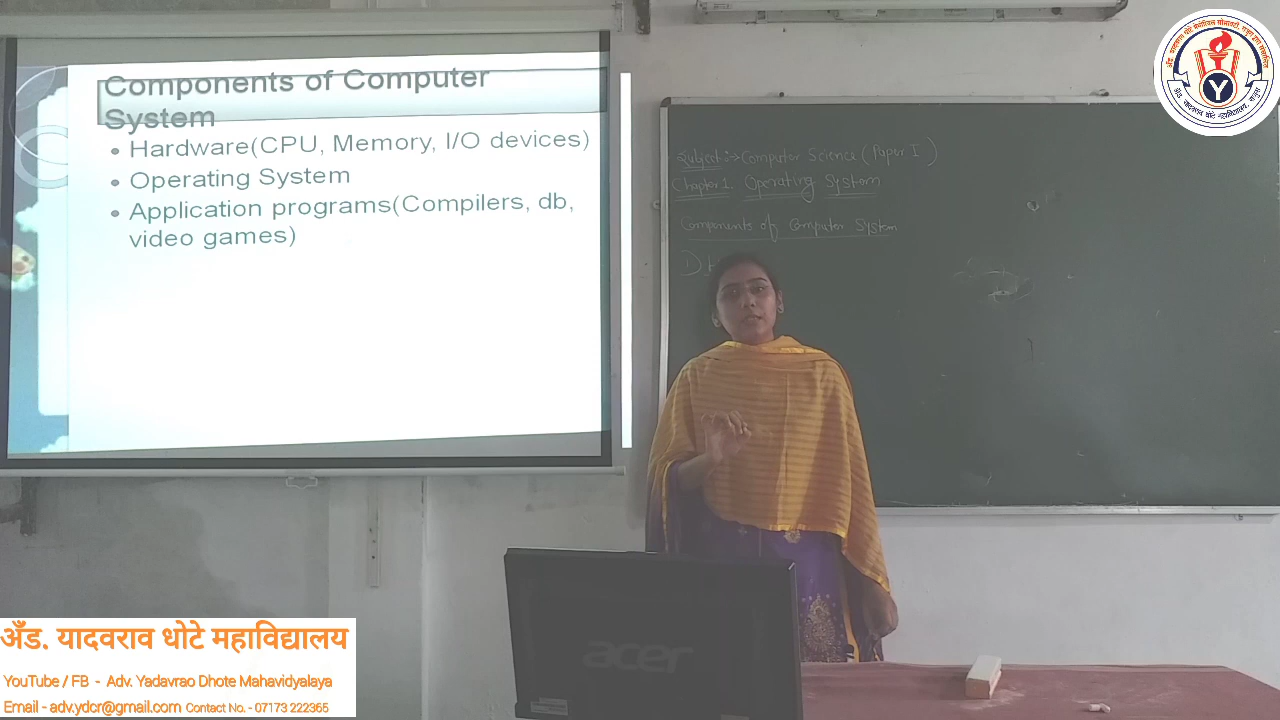 Components of Computer
System
Hardware(CPU, Memory, I/O devices)
Operating System
Application programs(Compilers, db,
video games)
Subject:-> Computer Science (Paper I)
Chapter 1. Operating System
Components of Computer System
1)
acer
Y
अँड. यादवराव धोटे महाविद्यालय
YouTube / FB - Adv. Yadavrao Dhote Mahavidyalaya
Email - adv.ydcr@gmail.com Contact No. - 07173 222365